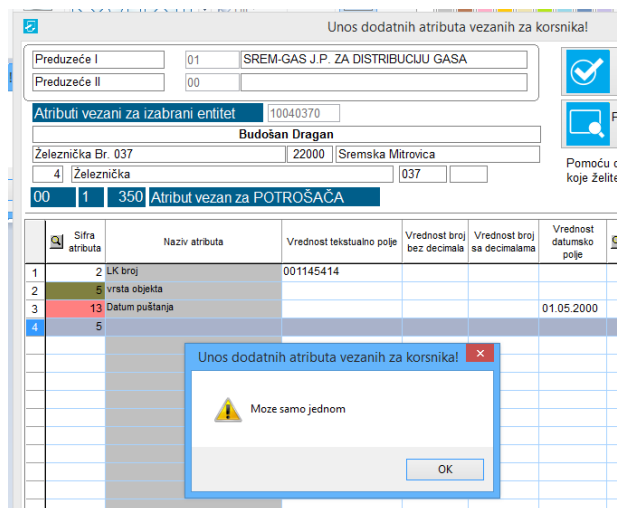 Unos dodatnih atributa vezanih za korsnika!
Preduzeće I 01 SREM-GAS J.P. ZA DISTRIBUCIJU GASA
Preduzeće II 00
Atributi vezani za izabrani entitet 10040370
Budošan Dragan
Železnička Br. 037 22000 Sremska Mitrovica
4 Železnička 037
Pomoću
koje želite
00 1 350 Atribut vezan za POTROŠAČA
Sifra atributa Naziv atributa Vrednost tekstualno polje Vrednost broj bez decimala Vrednost broj sa decimalama Vrednost datumsko polje
1 2 LK broj 001145414
2 5 vrsta objekta
3 13 Datum puštanja 01.05.2000
4 5
Unos dodatnih atributa vezanih za korsnika!
Moze samo jednom
OK